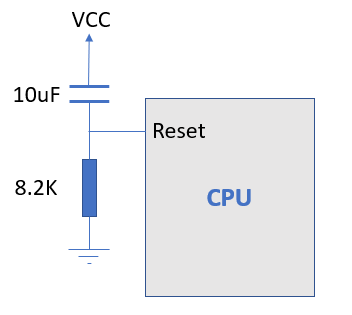 VCC
10uF
Reset
8.2K
CPU